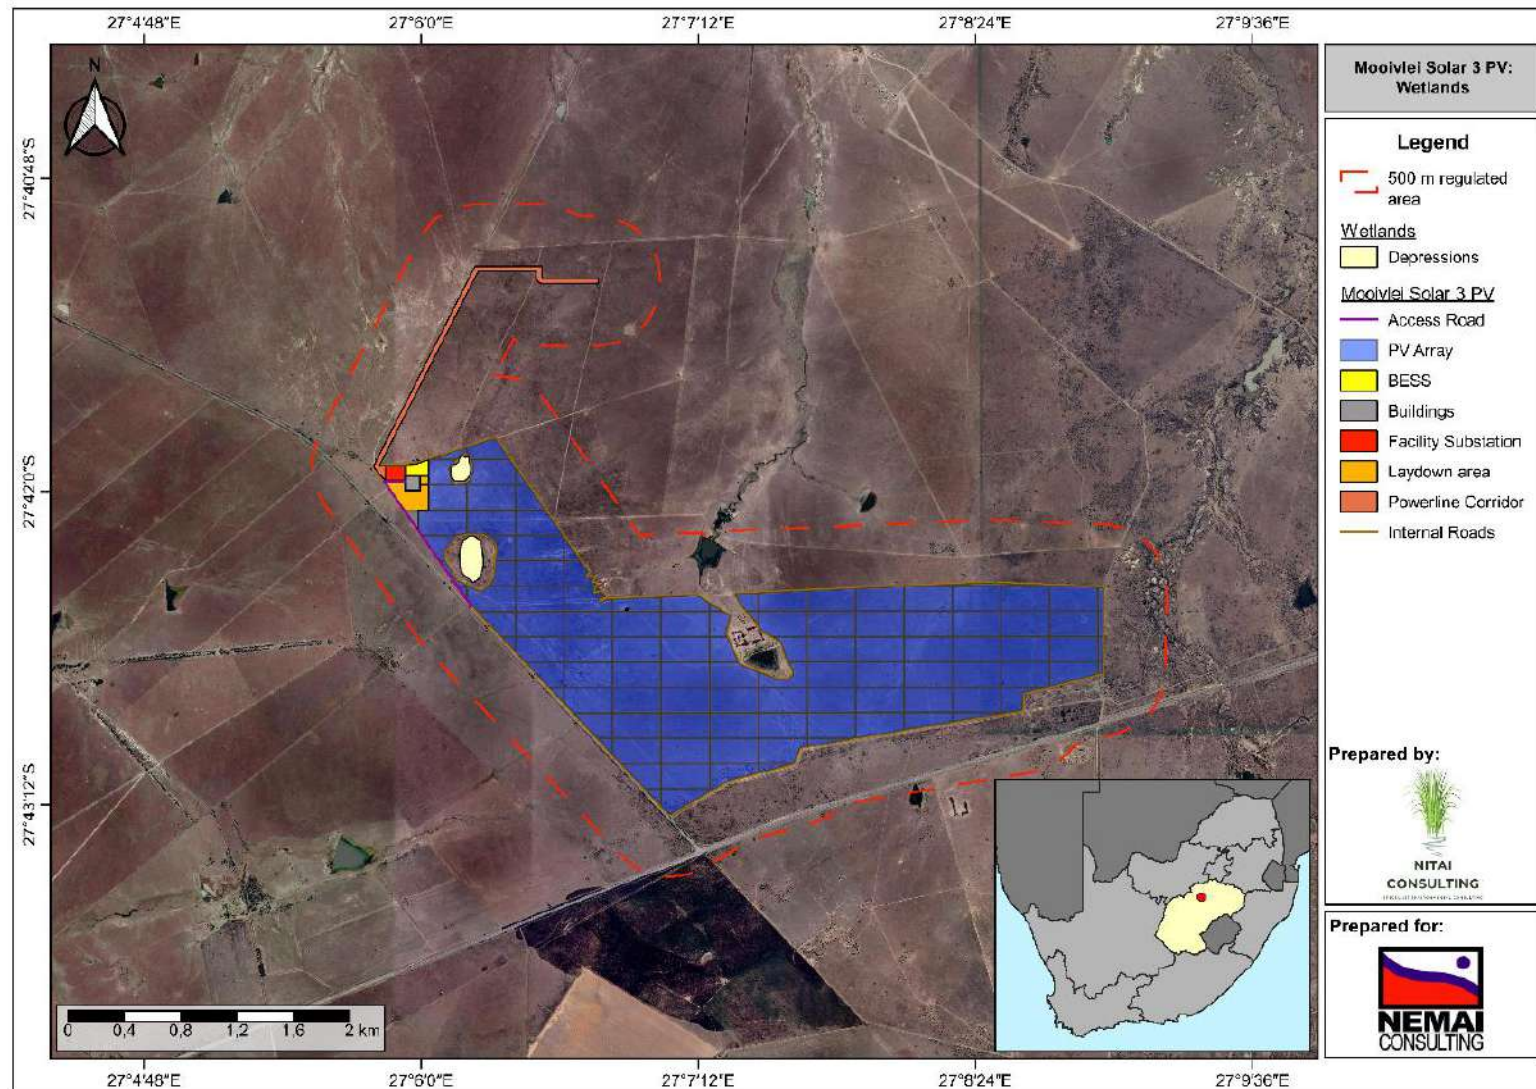 27°4'48"E 27°6'0"E 27°7'12"E 27°8'24"E 27°9'36"E
Mooivlei Solar 3 PV:
Wetlands
N
27°40'48"S
27°42'0"S
27°43'12"S
Legend
500 m regulated
area
Wetlands
Depressions
Mooivlei Solar 3 PV
Access Road
PV Array
BESS
Buildings
Facility Substation
Laydown area
Powerline Corridor
Internal Roads
Prepared by:
NITAI
CONSULTING
Prepared for:
NEMAI
CONSULTING
0 0,4 0,8 1,2 1,6 2 km
27°4'48"E 27°6'0"E 27°7'12"E 27°8'24"E 27°9'36"E